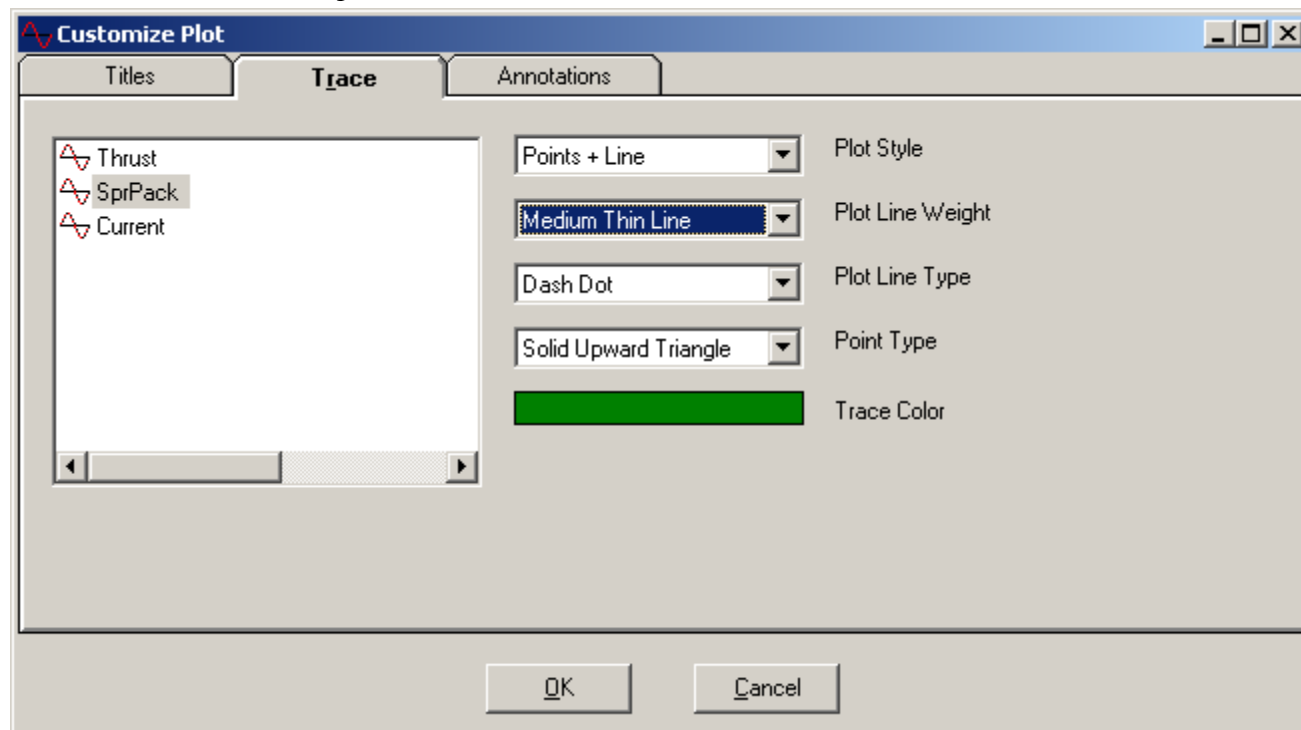 Customize Plot
Titles
Trace
Annotations
Thrust
SprPack
Current
Points + Line
Plot Style
Medium Thin Line
Plot Line Weight
Dash Dot
Plot Line Type
Solid Upward Triangle
Point Type
Trace Color
OK
Cancel